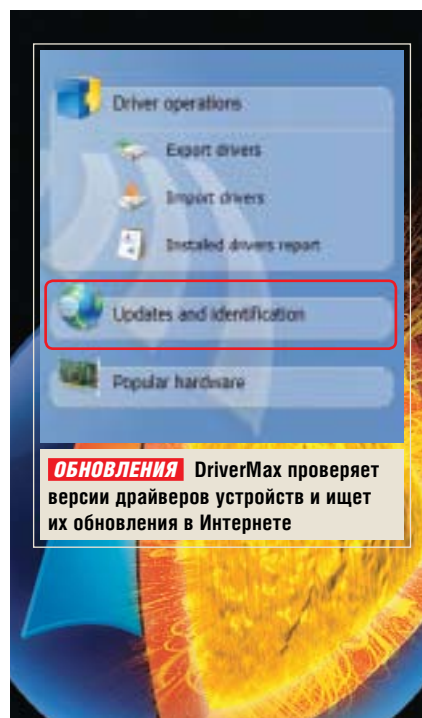 Driver operations
Export drivers
Import drivers
Instaled drivers report
Updates and identification
Popular hardware
ОБНОВЛЕНИЯ DriverMax проверяет
версии драйверов устройств и ищет
их обновления в Интернете